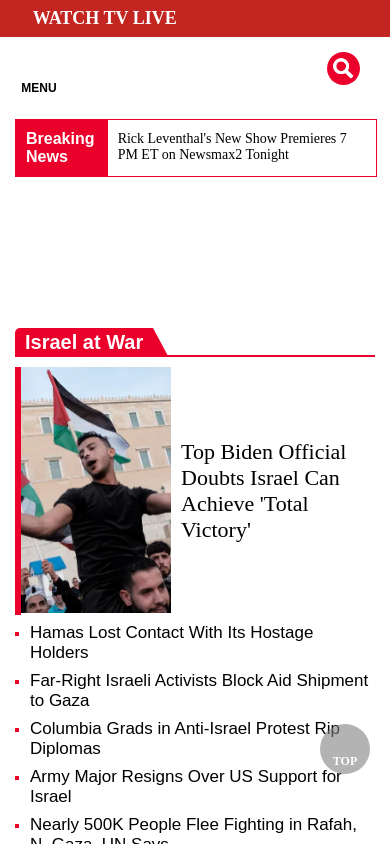 WATCH TV LIVE
MENU
Breaking
News
Rick Leventhal's New Show Premieres 7
PM ET on Newsmax2 Tonight
Israel at War
Top Biden Official
Doubts Israel Can
Achieve 'Total
Victory'
Hamas Lost Contact With Its Hostage
Holders
Far-Right Israeli Activists Block Aid Shipment
to Gaza
Columbia Grads in Anti-Israel Protest Rip
Diplomas
TOP
Army Major Resigns Over US Support for
Israel
Nearly 500K People Flee Fighting in Rafah,
N. Gaza, UN Says